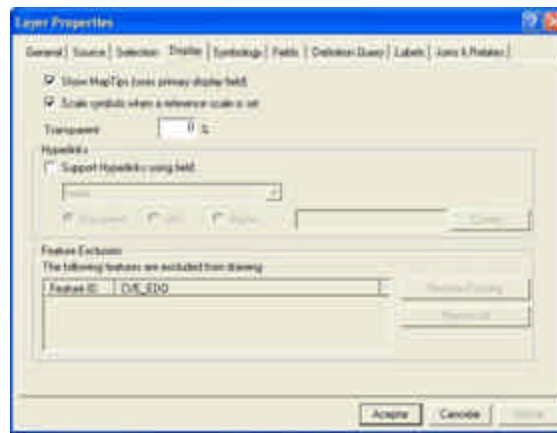 Layer Properties
General Source Selection Display Symbology Fields Definition Query Labels Joins & Relates
Show MapTips (uses primary display field)
Scale symbols when a reference scale is set
Transparent: 0 %
Hyperlinks
Support Hyperlinks using field:
Document
Feature Exclusion
The following features are excluded from drawing:
Feature ID CVE_EDO
Aceptar Cancelar